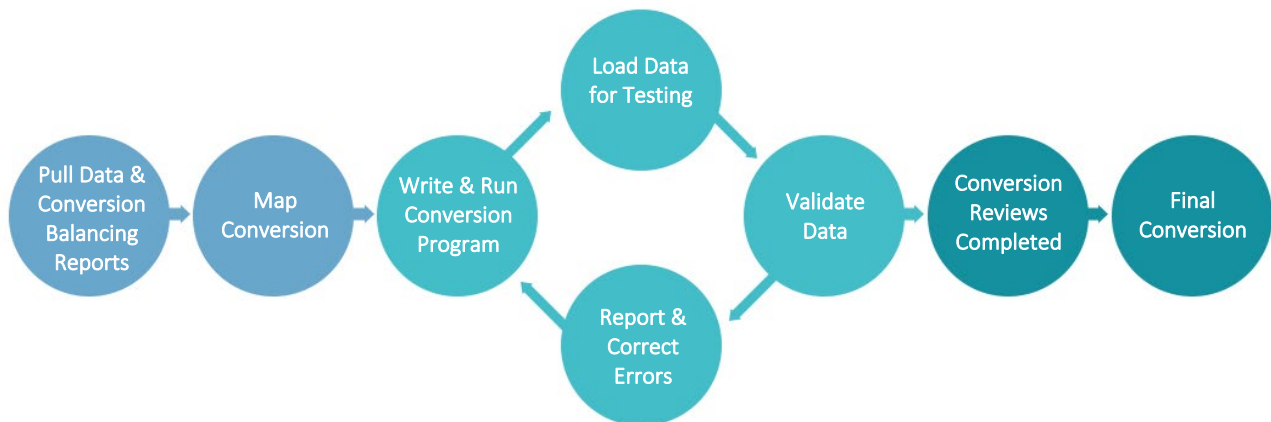 Pull Data &
Conversion
Balancing
Reports
Map
Conversion
Write & Run
Conversion
Program
Load Data
for Testing
Validate
Data
Report &
Correct
Errors
Conversion
Reviews
Completed
Final
Conversion